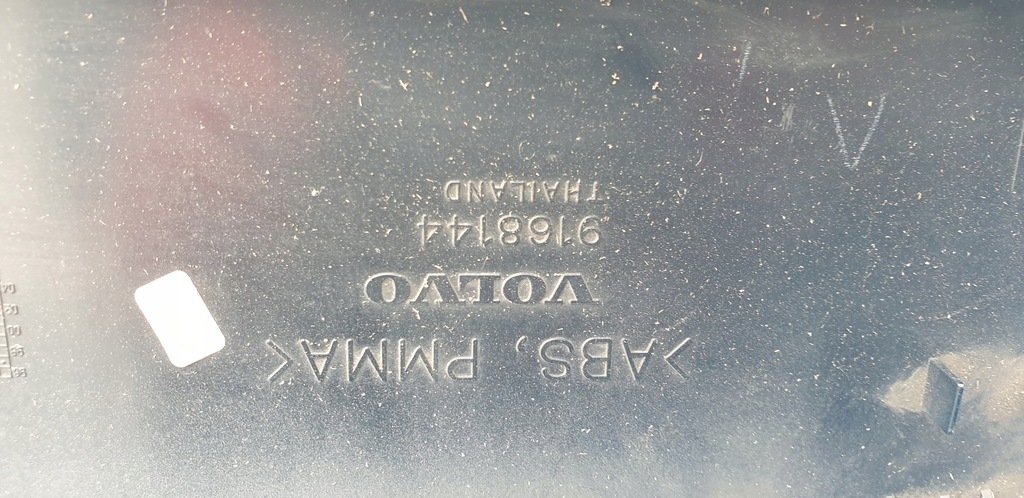 >ABS, PMMA<
VOLVO
9168144
THAILAND